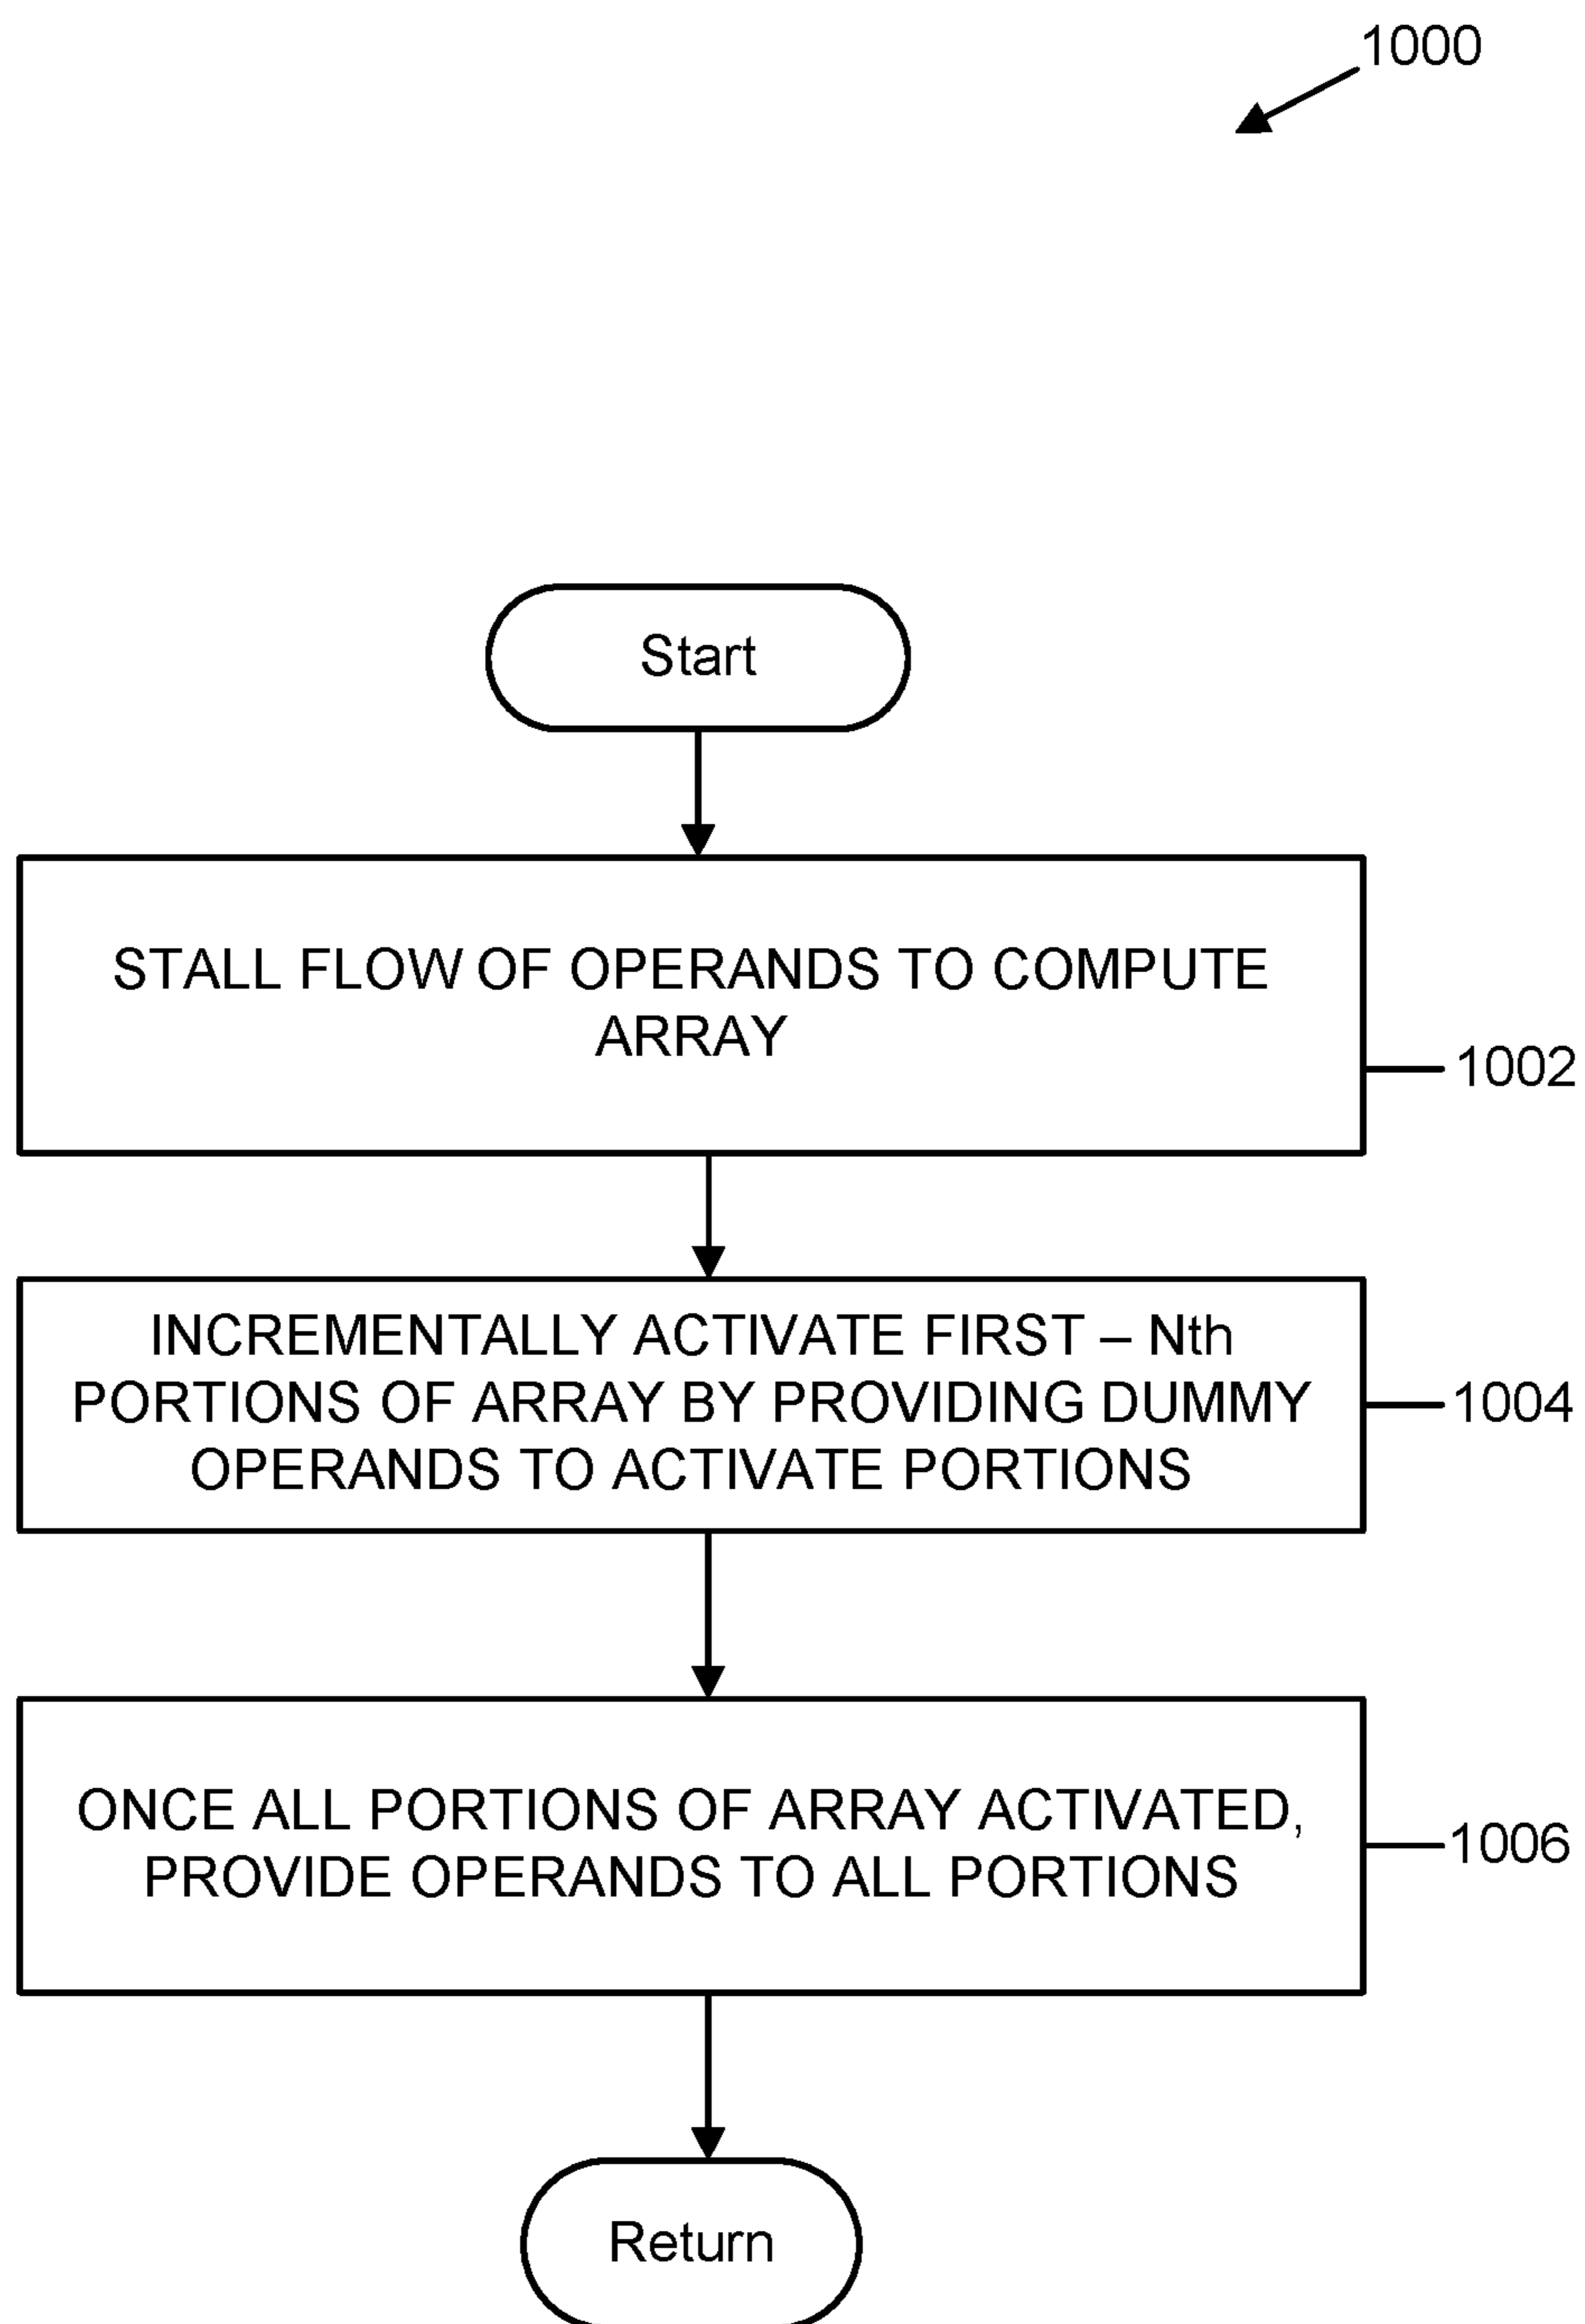 1000
Start
STALL FLOW OF OPERANDS TO COMPUTE
ARRAY
1002
INCREMENTALLY ACTIVATE FIRST – Nth
PORTIONS OF ARRAY BY PROVIDING DUMMY
OPERANDS TO ACTIVATE PORTIONS
1004
ONCE ALL PORTIONS OF ARRAY ACTIVATED,
PROVIDE OPERANDS TO ALL PORTIONS
1006
Return